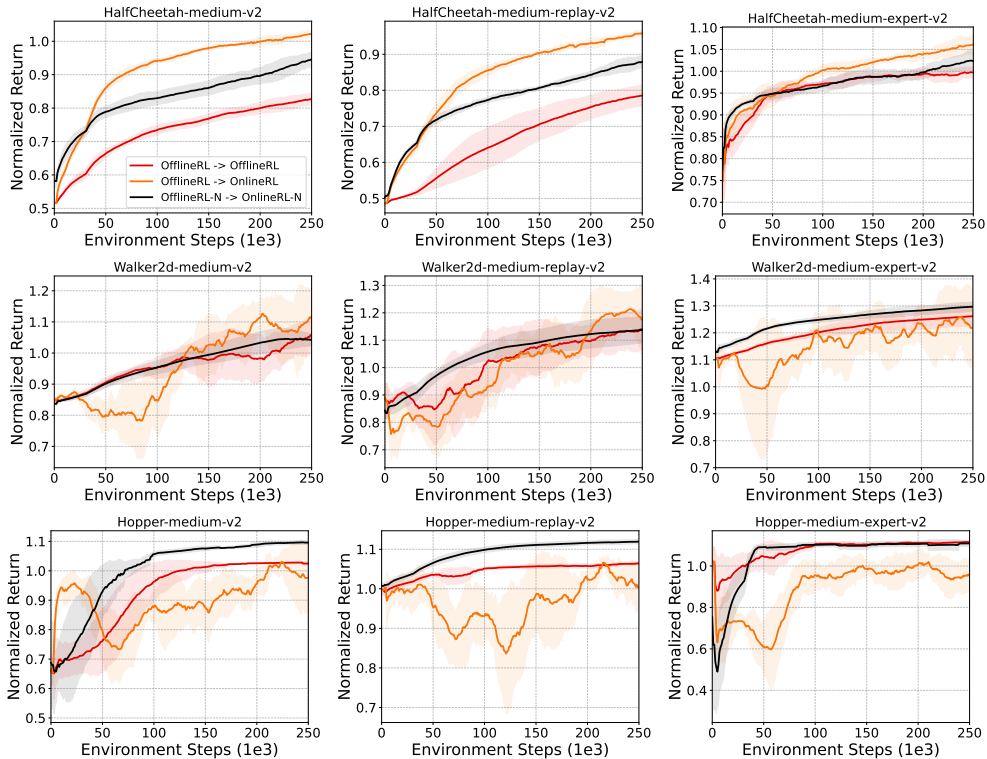 HalfCheetah-medium-v2
Normalized Return
1.0
0.9
0.8
0.7
0.6
0.5
OfflineRL -> OfflineRL
OfflineRL -> OnlineRL
OfflineRL-N -> OnlineRL-N
0 50 100 150 200 250
Environment Steps (1e3)
HalfCheetah-medium-replay-v2
Normalized Return
0.9
0.8
0.7
0.6
0.5
0 50 100 150 200 250
Environment Steps (1e3)
HalfCheetah-medium-expert-v2
Normalized Return
1.10
1.05
1.00
0.95
0.90
0.85
0.80
0.75
0.70
0 50 100 150 200 250
Environment Steps (1e3)
Walker2d-medium-v2
Normalized Return
1.2
1.1
1.0
0.9
0.8
0.7
0 50 100 150 200 250
Environment Steps (1e3)
Walker2d-medium-replay-v2
Normalized Return
1.3
1.2
1.1
1.0
0.9
0.8
0.7
0 50 100 150 200 250
Environment Steps (1e3)
Walker2d-medium-expert-v2
Normalized Return
1.4
1.3
1.2
1.1
1.0
0.9
0.8
0.7
0 50 100 150 200 250
Environment Steps (1e3)
Hopper-medium-v2
Normalized Return
1.1
1.0
0.9
0.8
0.7
0.6
0.5
0 50 100 150 200 250
Environment Steps (1e3)
Hopper-medium-replay-v2
Normalized Return
1.1
1.0
0.9
0.8
0.7
0 50 100 150 200 250
Environment Steps (1e3)
Hopper-medium-expert-v2
Normalized Return
1.0
0.8
0.6
0.4
0 50 100 150 200 250
Environment Steps (1e3)